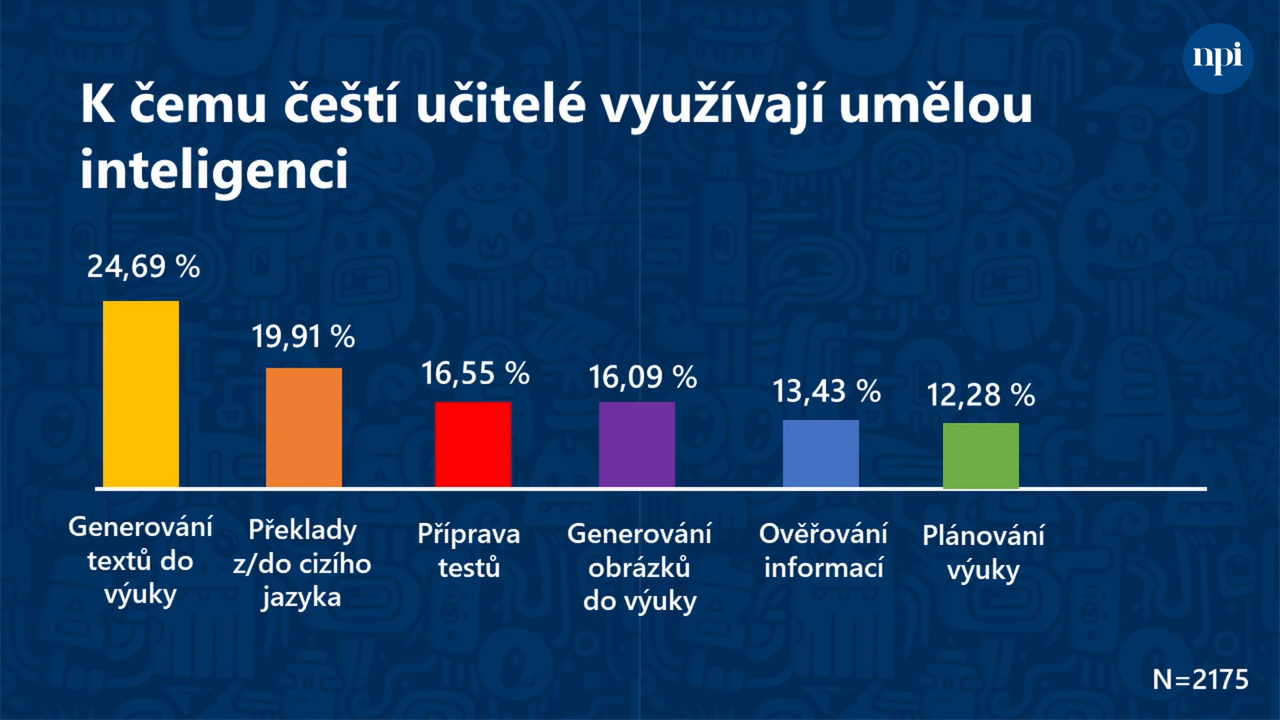 npi
K čemu čeští učitelé využívají umělou
inteligenci
24,69 %
19,91 %
16,55 %
16,09 %
13,43 %
12,28 %
Generování
textů do
výuky
Překlady
z/do cizího
jazyka
Příprava
testů
Generování
obrázků
do výuky
Ověřování
informací
Plánování
výuky
N=2175